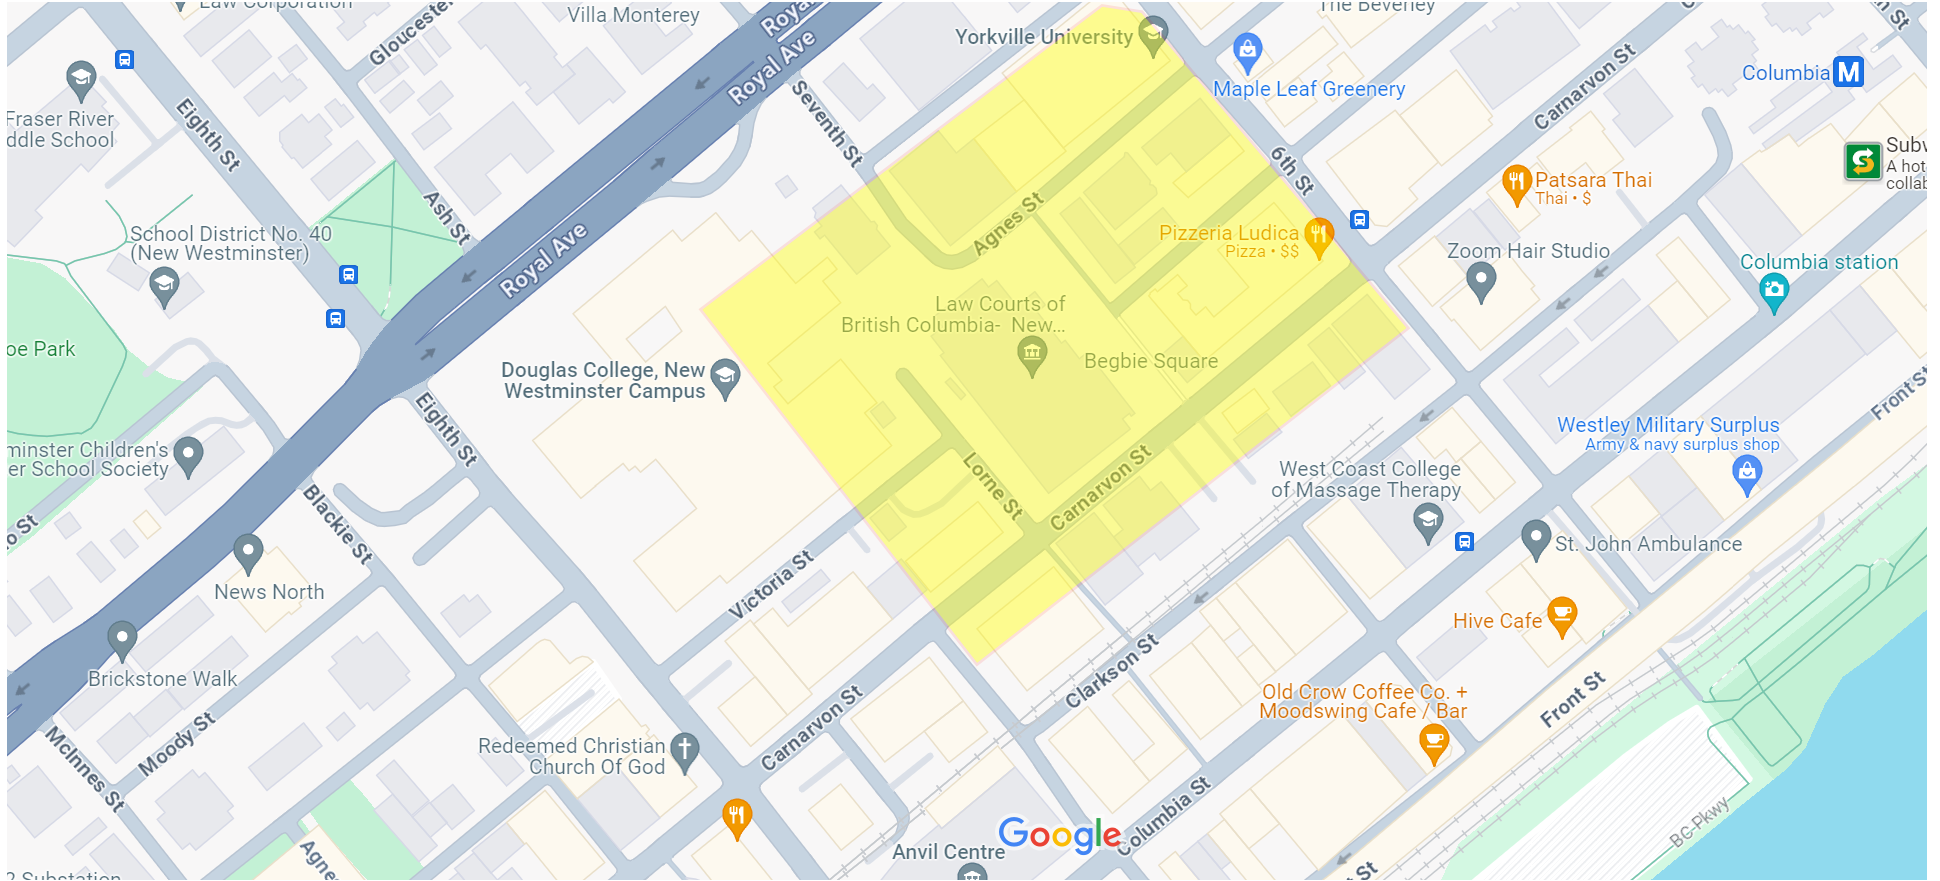 Law Corporation
Villa Monterey
Royal Ave
The Beverley
Yorkville University
Gloucester
Maple Leaf Greenery
Carnarvon St
Columbia
M
Fraser River
ddle School
Eighth St
Seventh St
6th St
Subw
A hot
collab
Patsara Thai
Thai • $
Ash St
Agnes St
School District No. 40
(New Westminster)
Royal Ave
Pizzeria Ludica
Pizza • $$
Zoom Hair Studio
Columbia station
Law Courts of
British Columbia- New...
Begbie Square
oe Park
Douglas College, New
Westminster Campus
Front St
Eighth St
Westley Military Surplus
Army & navy surplus shop
minster Children's
er School Society
Lorne St
Carnarvon St
West Coast College
of Massage Therapy
Blackie St
o St
St. John Ambulance
News North
Victoria St
Hive Cafe
Brickstone Walk
Clarkson St
Old Crow Coffee Co. +
Moodswing Cafe / Bar
Front St
McInnes St
Moody St
Carnarvon St
Redeemed Christian
Church Of God
Columbia St
Google
BC Pkwy
Anvil Centre
Agnes
Substation
St